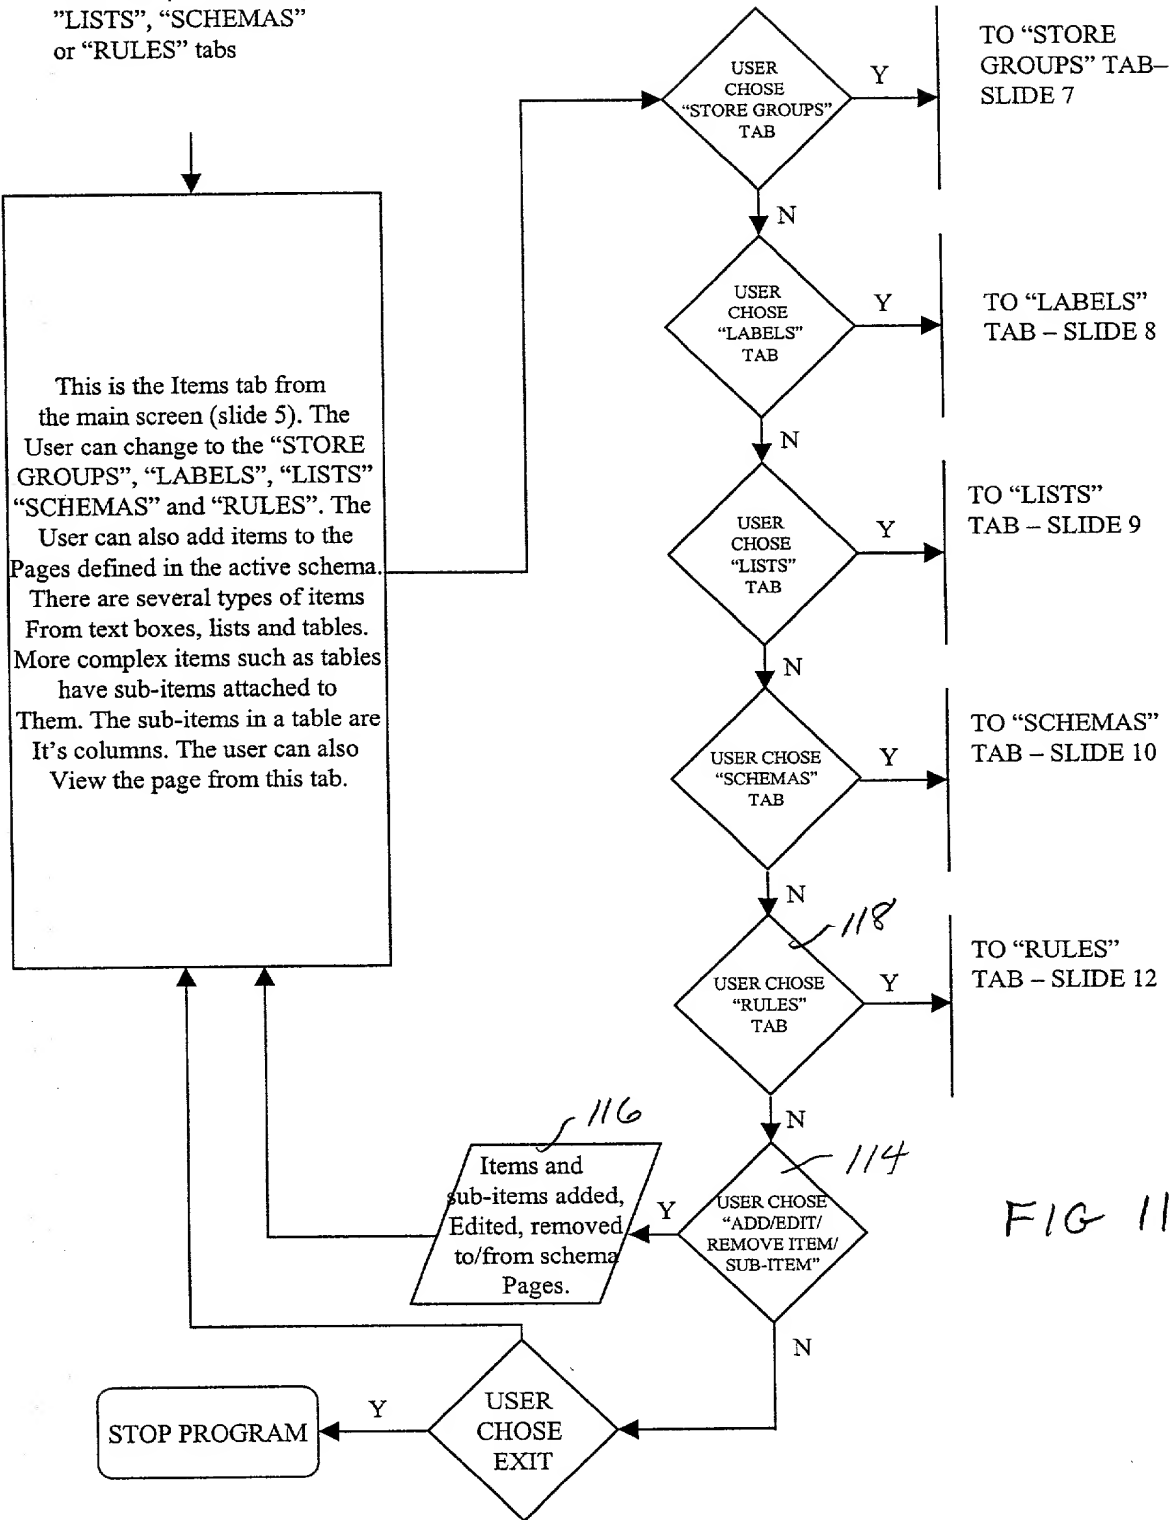 "LISTS", “SCHEMAS”
or “RULES” tabs
This is the Items tab from
the main screen (slide 5). The
User can change to the “STORE
GROUPS”, “LABELS”, “LISTS”
“SCHEMAS” and “RULES”. The
User can also add items to the
Pages defined in the active schema.
There are several types of items
From text boxes, lists and tables.
More complex items such as tables
have sub-items attached to
Them. The sub-items in a table are
It’s columns. The user can also
View the page from this tab.
USER
CHOSE
“STORE GROUPS”
TAB
Y
TO “STORE
GROUPS” TAB–
SLIDE 7
N
USER
CHOSE
“LABELS”
TAB
Y
TO “LABELS”
TAB – SLIDE 8
N
USER
CHOSE
“LISTS”
TAB
Y
TO “LISTS”
TAB – SLIDE 9
N
USER CHOSE
“SCHEMAS”
TAB
Y
TO “SCHEMAS”
TAB – SLIDE 10
N
118
USER CHOSE
“RULES”
TAB
Y
TO “RULES”
TAB – SLIDE 12
N
114
USER CHOSE
“ADD/EDIT/
REMOVE ITEM/
SUB-ITEM”
Y
116
Items and
sub-items added,
Edited, removed
to/from schema
Pages.
N
USER
CHOSE
EXIT
Y
STOP PROGRAM
FIG 11